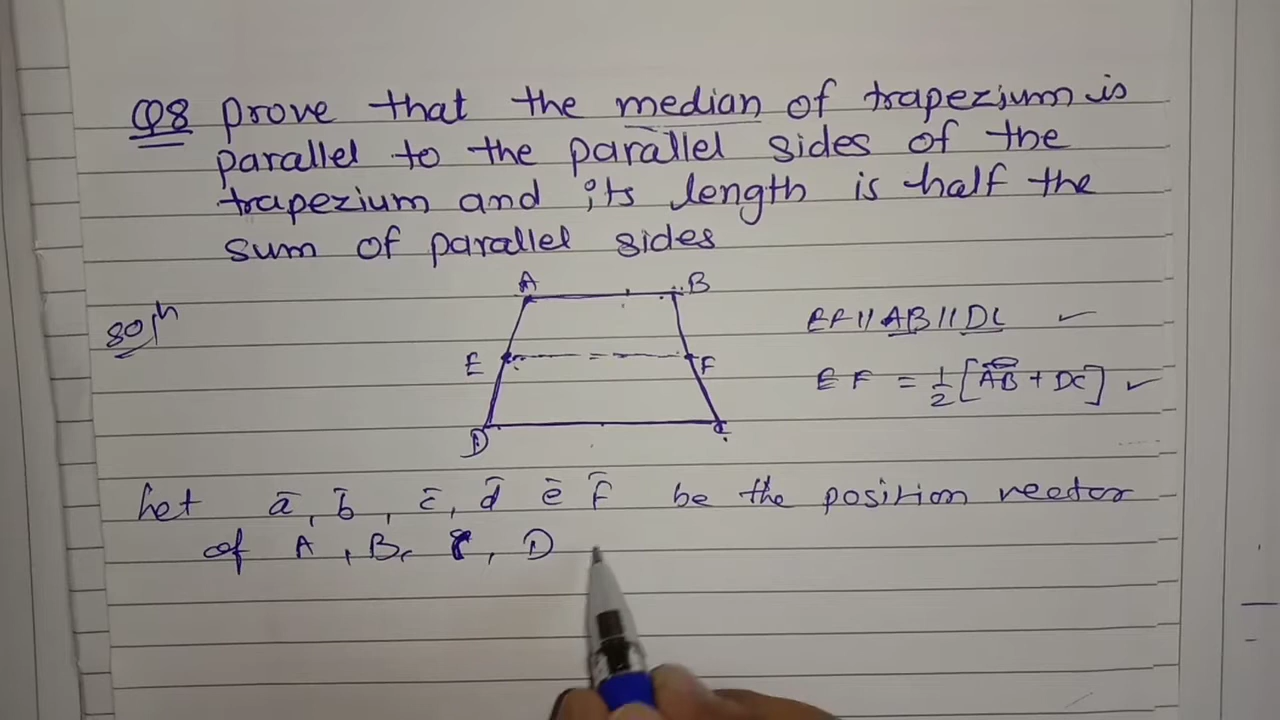 Q8 Prove that the median of trapezium is
parallel to the parallel sides of the
trapezium and its length is half the
sum of parallel sides
A B
Soln
EF // AB // DC
E F
EF = 1/2 [AB + DC]
D C
Let a̅, b̅, c̅, d̅ e̅ F̅ be the position vector
of A, B, C, D